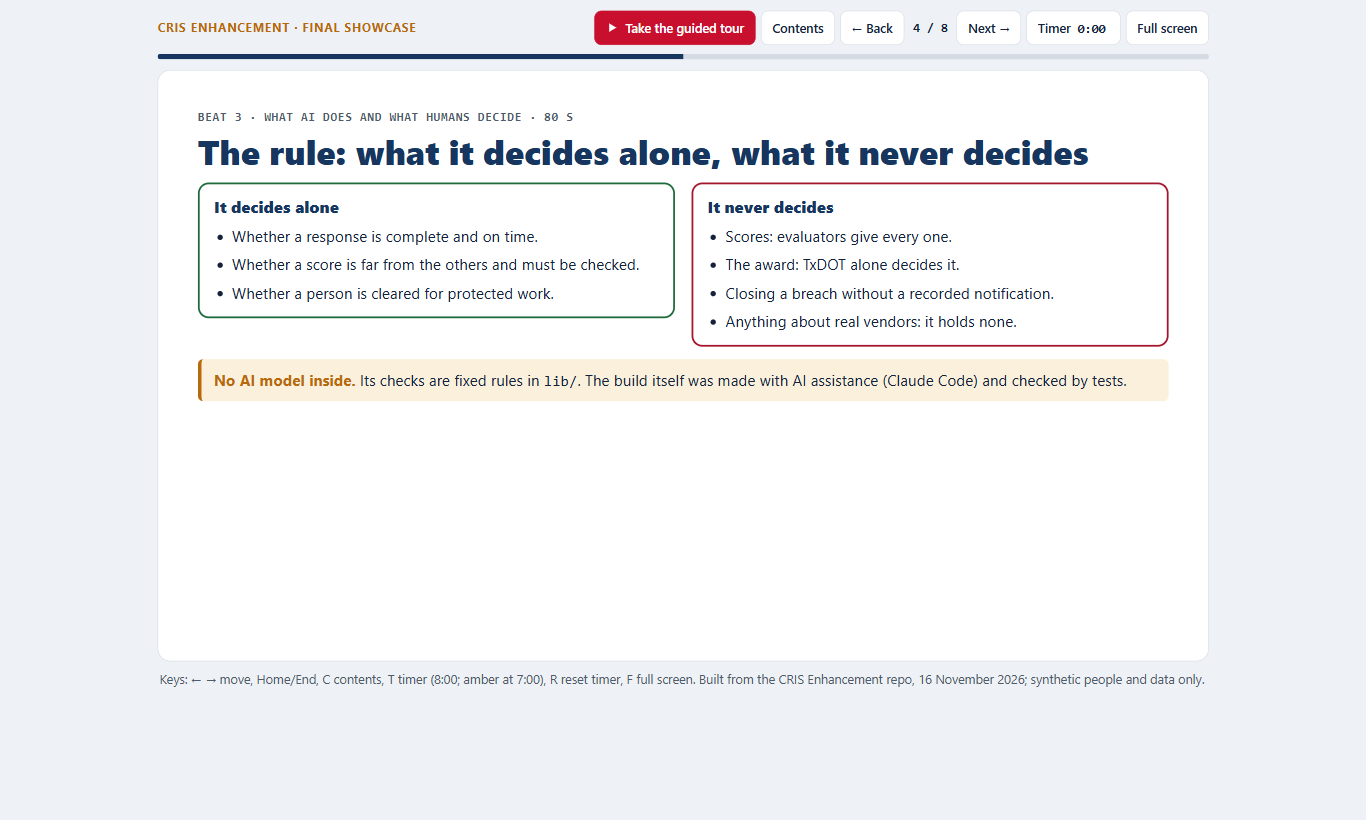 CRIS ENHANCEMENT · FINAL SHOWCASE
▶ Take the guided tour
Contents
← Back
4 / 8
Next →
Timer 0:00
Full screen
BEAT 3 · WHAT AI DOES AND WHAT HUMANS DECIDE · 80 S
The rule: what it decides alone, what it never decides
It decides alone
• Whether a response is complete and on time.
• Whether a score is far from the others and must be checked.
• Whether a person is cleared for protected work.
It never decides
• Scores: evaluators give every one.
• The award: TxDOT alone decides it.
• Closing a breach without a recorded notification.
• Anything about real vendors: it holds none.
No AI model inside. Its checks are fixed rules in lib/. The build itself was made with AI assistance (Claude Code) and checked by tests.
Keys: ← → move, Home/End, C contents, T timer (8:00; amber at 7:00), R reset timer, F full screen. Built from the CRIS Enhancement repo, 16 November 2026; synthetic people and data only.